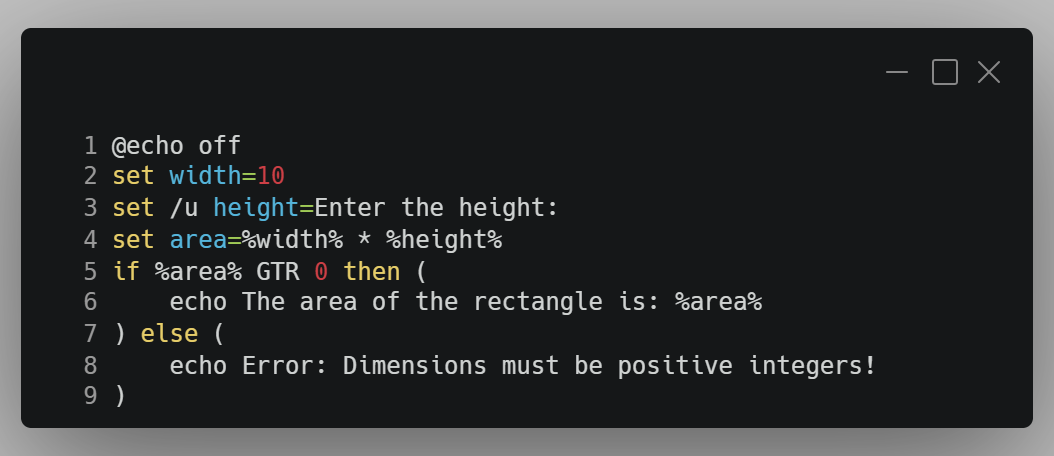 1 @echo off
2 set width=10
3 set /u height=Enter the height:
4 set area=%width% * %height%
5 if %area% GTR 0 then (
6     echo The area of the rectangle is: %area%
7 ) else (
8     echo Error: Dimensions must be positive integers!
9 )